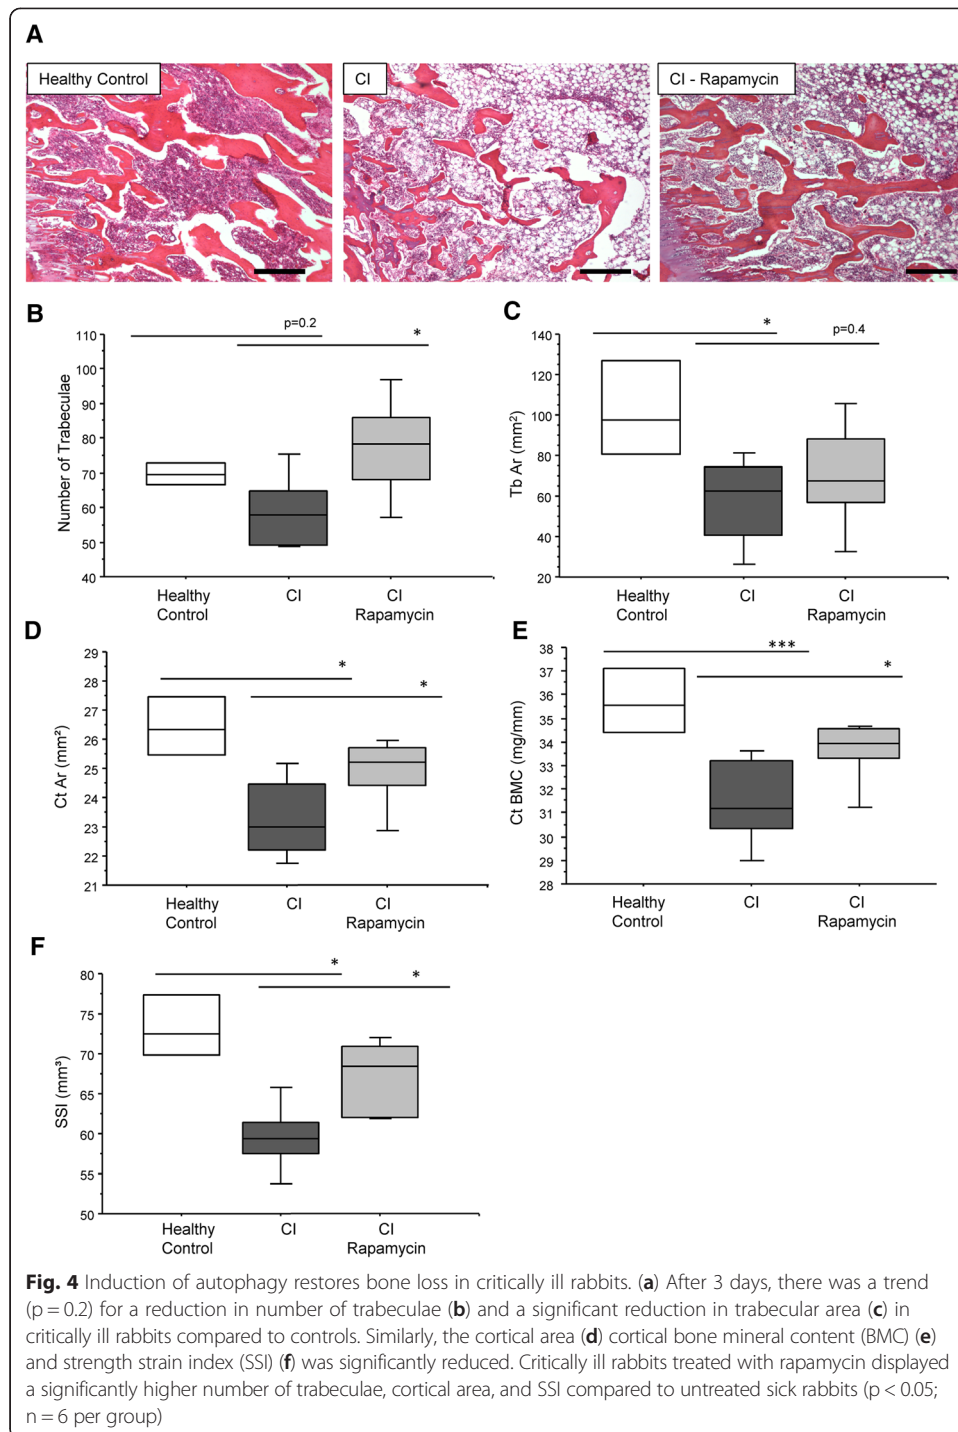 A
Healthy Control
CI
CI - Rapamycin
B
p=0.2
*
110
100
90
80
70
60
50
40
Number of Trabeculae
Healthy
Control
CI
CI
Rapamycin
C
*
p=0.4
140
120
100
80
60
40
20
Tb Ar (mm²)
Healthy
Control
CI
CI
Rapamycin
D
*
*
29
28
27
26
25
24
23
22
21
Ct Ar (mm²)
Healthy
Control
CI
CI
Rapamycin
E
***
*
38
37
36
35
34
33
32
31
30
29
28
Ct BMC (mg/mm)
Healthy
Control
CI
CI
Rapamycin
F
*
*
80
75
70
65
60
55
50
SSI (mm³)
Healthy
Control
CI
CI
Rapamycin
Fig. 4 Induction of autophagy restores bone loss in critically ill rabbits. (a) After 3 days, there was a trend
(p = 0.2) for a reduction in number of trabeculae (b) and a significant reduction in trabecular area (c) in
critically ill rabbits compared to controls. Similarly, the cortical area (d) cortical bone mineral content (BMC) (e)
and strength strain index (SSI) (f) was significantly reduced. Critically ill rabbits treated with rapamycin displayed
a significantly higher number of trabeculae, cortical area, and SSI compared to untreated sick rabbits (p < 0.05;
n = 6 per group)